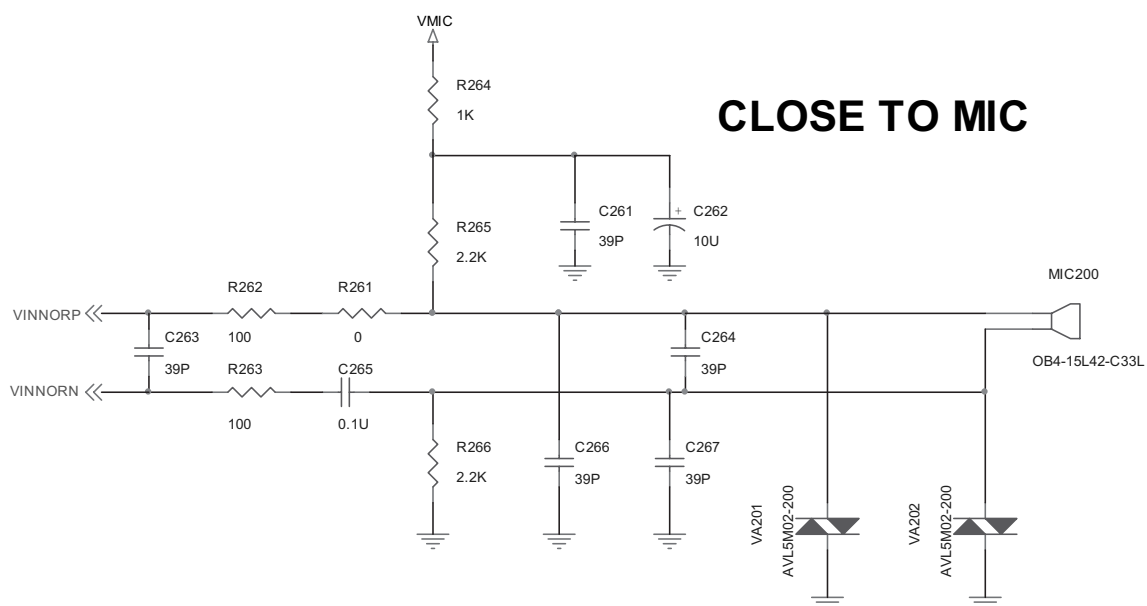 VMIC
R264
1K
CLOSE TO MIC
R265
2.2K
C261
39P
+
C262
10U
MIC200
OB4-15L42-C33L
VINNORP
R262
100
R261
0
C263
39P
C264
39P
VINNORN
R263
100
C265
0.1U
R266
2.2K
C266
39P
C267
39P
VA201
AVL5M02-200
VA202
AVL5M02-200